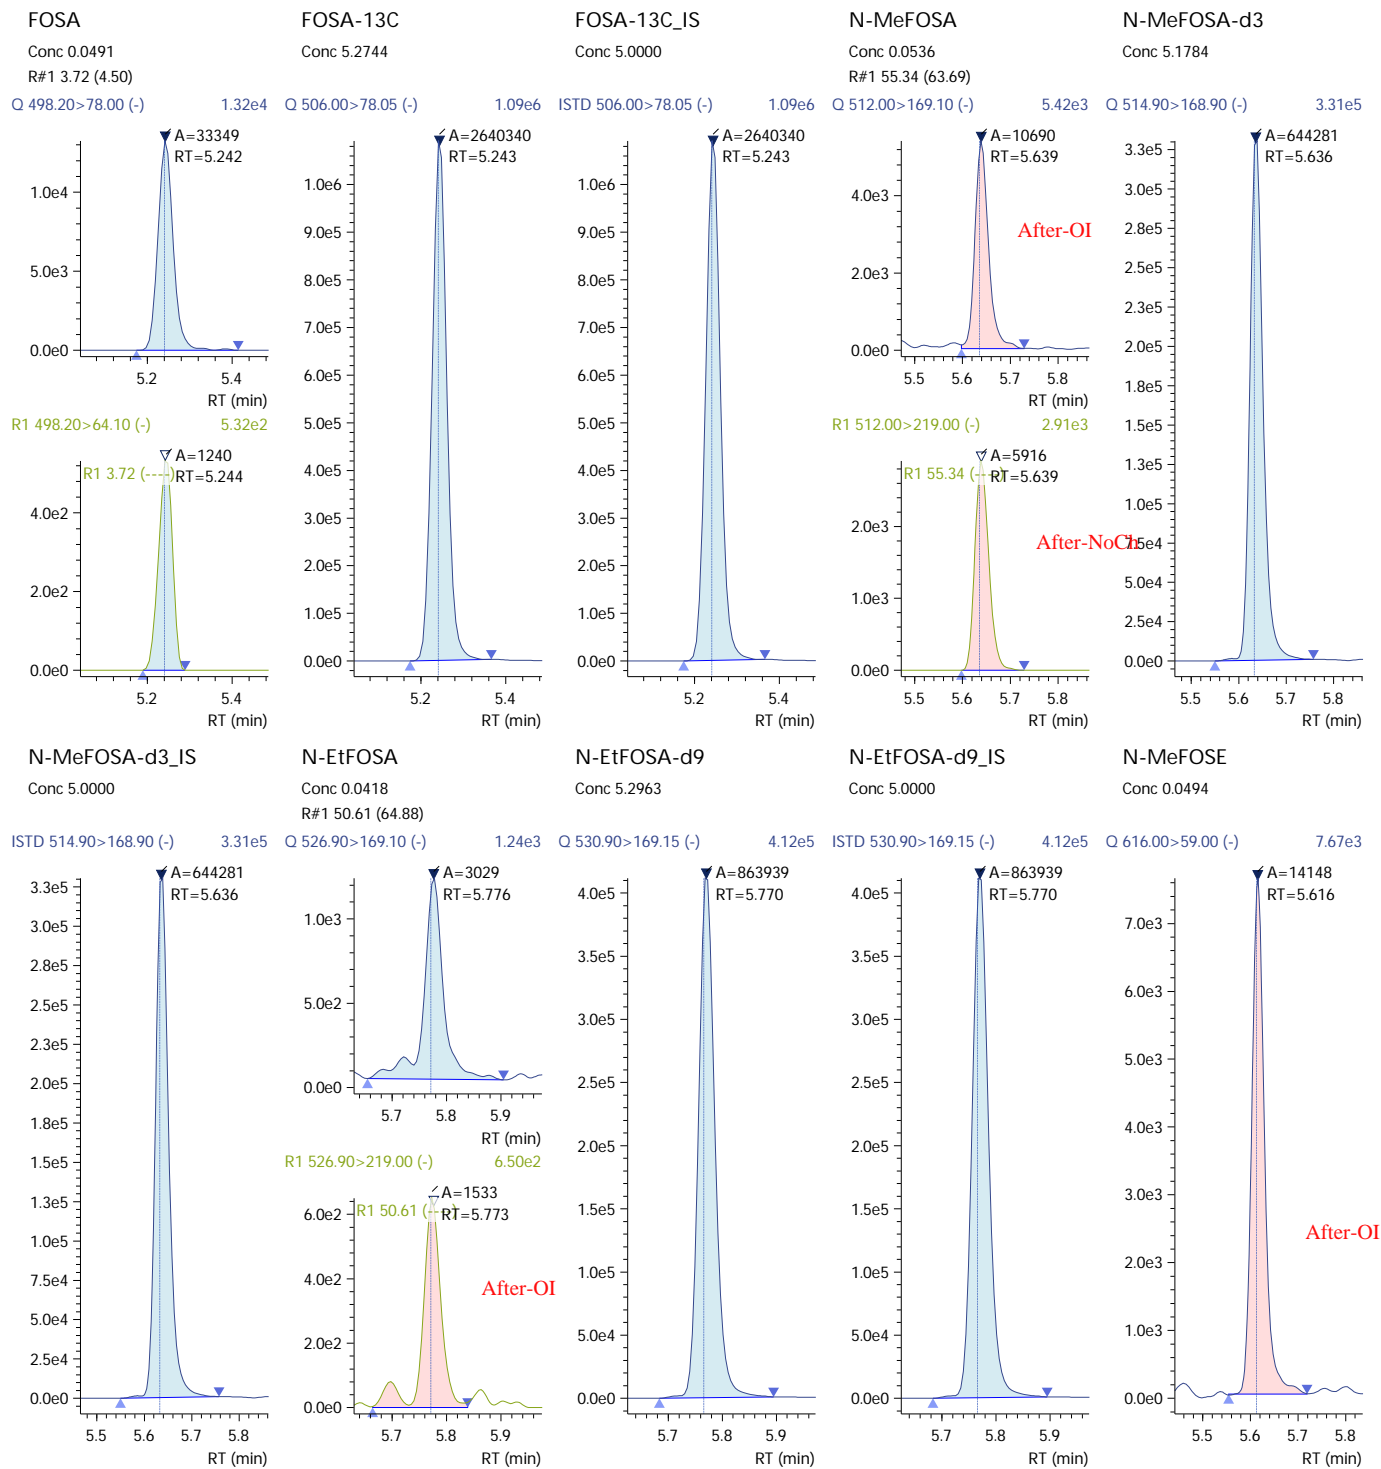 FOSA
Conc 0.0491
R#1 3.72 (4.50)
Q 498.20>78.00 (-) 1.32e4
A=33349
RT=5.242
1.0e4
5.0e3
0.0e0
5.2 5.4
RT (min)
R1 498.20>64.10 (-) 5.32e2
A=1240
R1 3.72 (----)
RT=5.244
4.0e2
2.0e2
0.0e0
5.2 5.4
RT (min)
FOSA-13C
Conc 5.2744
Q 506.00>78.05 (-) 1.09e6
A=2640340
RT=5.243
1.0e6
9.0e5
8.0e5
7.0e5
6.0e5
5.0e5
4.0e5
3.0e5
2.0e5
1.0e5
0.0e0
5.2 5.4
RT (min)
FOSA-13C_IS
Conc 5.0000
ISTD 506.00>78.05 (-) 1.09e6
A=2640340
RT=5.243
1.0e6
9.0e5
8.0e5
7.0e5
6.0e5
5.0e5
4.0e5
3.0e5
2.0e5
1.0e5
0.0e0
5.2 5.4
RT (min)
N-MeFOSA
Conc 0.0536
R#1 55.34 (63.69)
Q 512.00>169.10 (-) 5.42e3
A=10690
RT=5.639
4.0e3
After-OI
2.0e3
0.0e0
5.5 5.6 5.7 5.8
RT (min)
R1 512.00>219.00 (-) 2.91e3
A=5916
R1 55.34 (----)
RT=5.639
2.0e3
After-NoCh
1.0e3
0.0e0
5.5 5.6 5.7 5.8
RT (min)
N-MeFOSA-d3
Conc 5.1784
Q 514.90>168.90 (-) 3.31e5
A=644281
RT=5.636
3.3e5
3.0e5
2.8e5
2.5e5
2.3e5
2.0e5
1.8e5
1.5e5
1.3e5
1.0e5
7.5e4
5.0e4
2.5e4
0.0e0
5.5 5.6 5.7 5.8
RT (min)
N-MeFOSA-d3_IS
Conc 5.0000
ISTD 514.90>168.90 (-) 3.31e5
A=644281
RT=5.636
3.3e5
3.0e5
2.8e5
2.5e5
2.3e5
2.0e5
1.8e5
1.5e5
1.3e5
1.0e5
7.5e4
5.0e4
2.5e4
0.0e0
5.5 5.6 5.7 5.8
RT (min)
N-EtFOSA
Conc 0.0418
R#1 50.61 (64.88)
Q 526.90>169.10 (-) 1.24e3
A=3029
RT=5.776
1.0e3
5.0e2
0.0e0
5.7 5.8 5.9
RT (min)
R1 526.90>219.00 (-) 6.50e2
A=1533
R1 50.61 (----)
RT=5.773
6.0e2
After-OI
4.0e2
2.0e2
0.0e0
5.7 5.8 5.9
RT (min)
N-EtFOSA-d9
Conc 5.2963
Q 530.90>169.15 (-) 4.12e5
A=863939
RT=5.770
4.0e5
3.5e5
3.0e5
2.5e5
2.0e5
1.5e5
1.0e5
5.0e4
0.0e0
5.7 5.8 5.9
RT (min)
N-EtFOSA-d9_IS
Conc 5.0000
ISTD 530.90>169.15 (-) 4.12e5
A=863939
RT=5.770
4.0e5
3.5e5
3.0e5
2.5e5
2.0e5
1.5e5
1.0e5
5.0e4
0.0e0
5.7 5.8 5.9
RT (min)
N-MeFOSE
Conc 0.0494
Q 616.00>59.00 (-) 7.67e3
A=14148
RT=5.616
7.0e3
6.0e3
5.0e3
4.0e3
3.0e3
After-OI
2.0e3
1.0e3
0.0e0
5.5 5.6 5.7 5.8
RT (min)